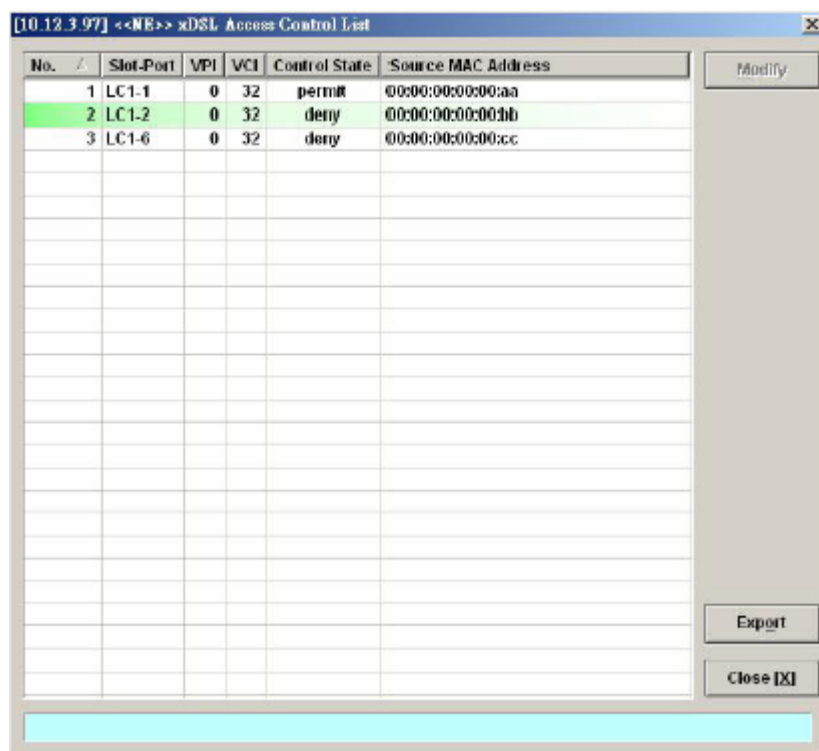 [10.12.3.97] <<NE>> xDSL Access Control List
No. Slot-Port VPI VCI Control State Source MAC Address
1 LC1-1 0 32 permit 00:00:00:00:00:aa
2 LC1-2 0 32 deny 00:00:00:00:00:bb
3 LC1-6 0 32 deny 00:00:00:00:00:cc
Modify
Export
Close [X]